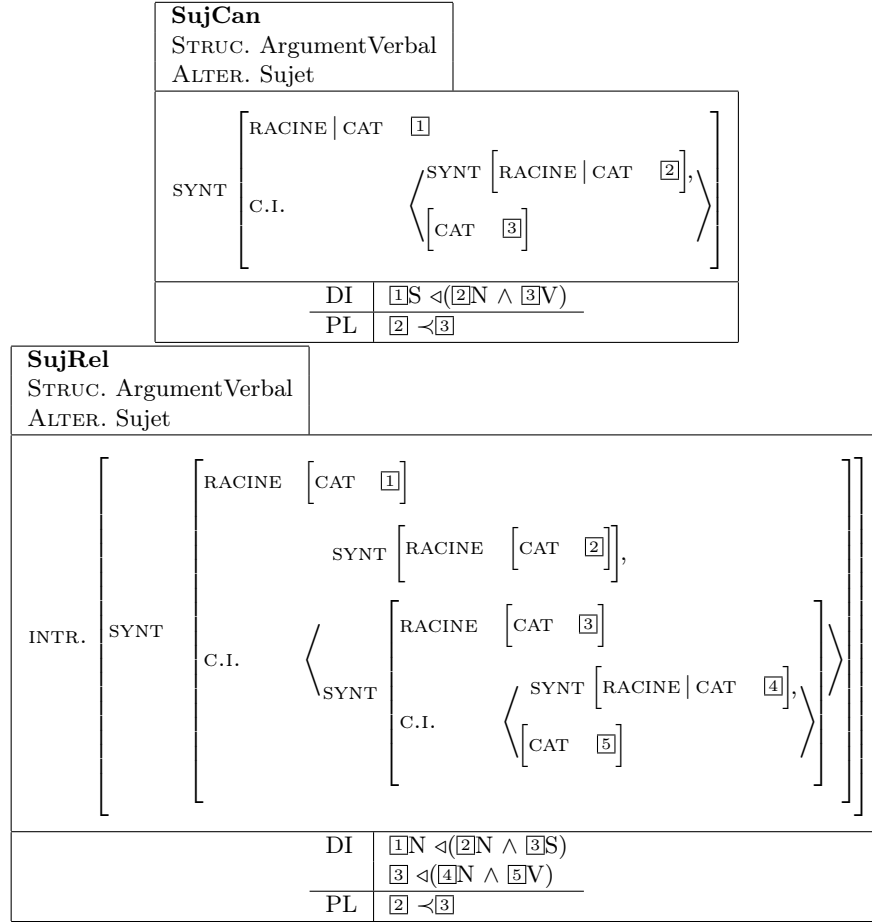 SujCan
STRUC. ArgumentVerbal
ALTER. Sujet
RACINE | CAT 1
SYNT [RACINE | CAT 2],
SYNT
C.I.
[CAT 3]
DI 1S ◁(2N ∧ 3V)
PL 2 ≺3
SujRel
STRUC. ArgumentVerbal
ALTER. Sujet
RACINE [CAT 1]
SYNT [RACINE [CAT 2]],
RACINE [CAT 3]
INTR. SYNT
C.I.
SYNT
SYNT [RACINE | CAT 4],
C.I.
[CAT 5]
DI 1N ◁(2N ∧ 3S)
3 ◁(4N ∧ 5V)
PL 2 ≺3